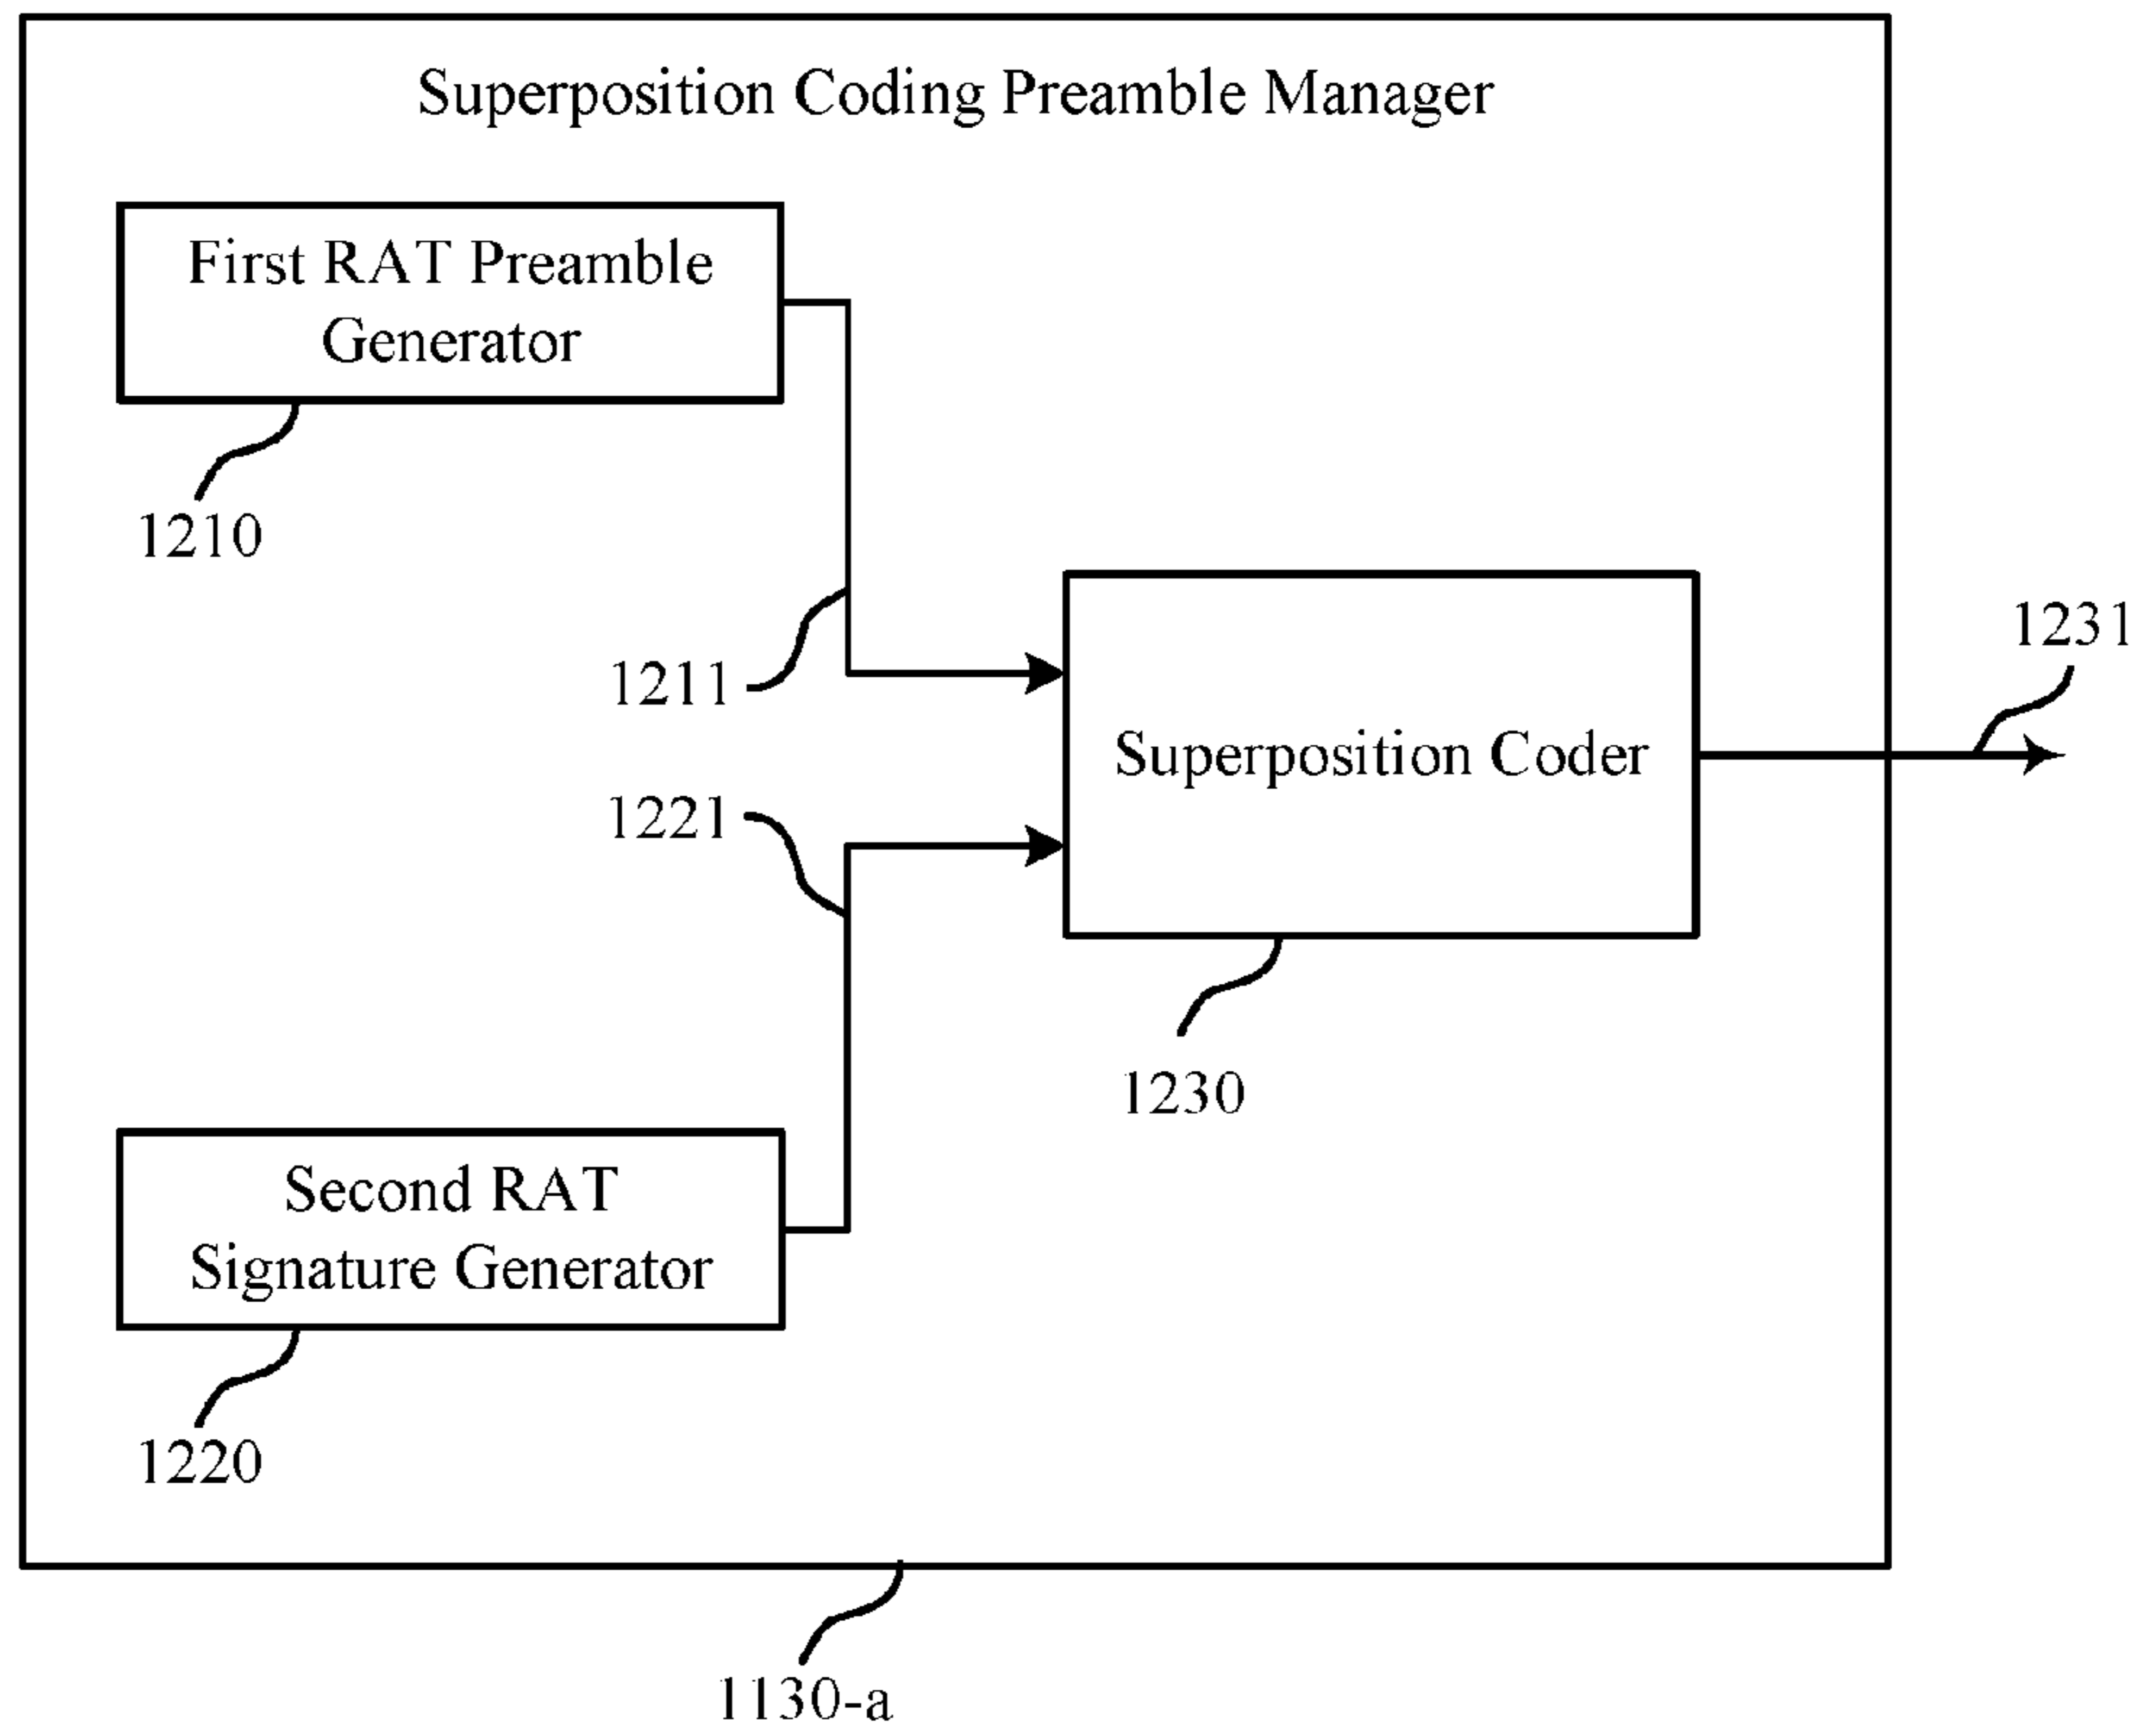 Superposition Coding Preamble Manager
First RAT Preamble
Generator
1210
1211
1231
Superposition Coder
1221
1230
Second RAT
Signature Generator
1220
1130-a